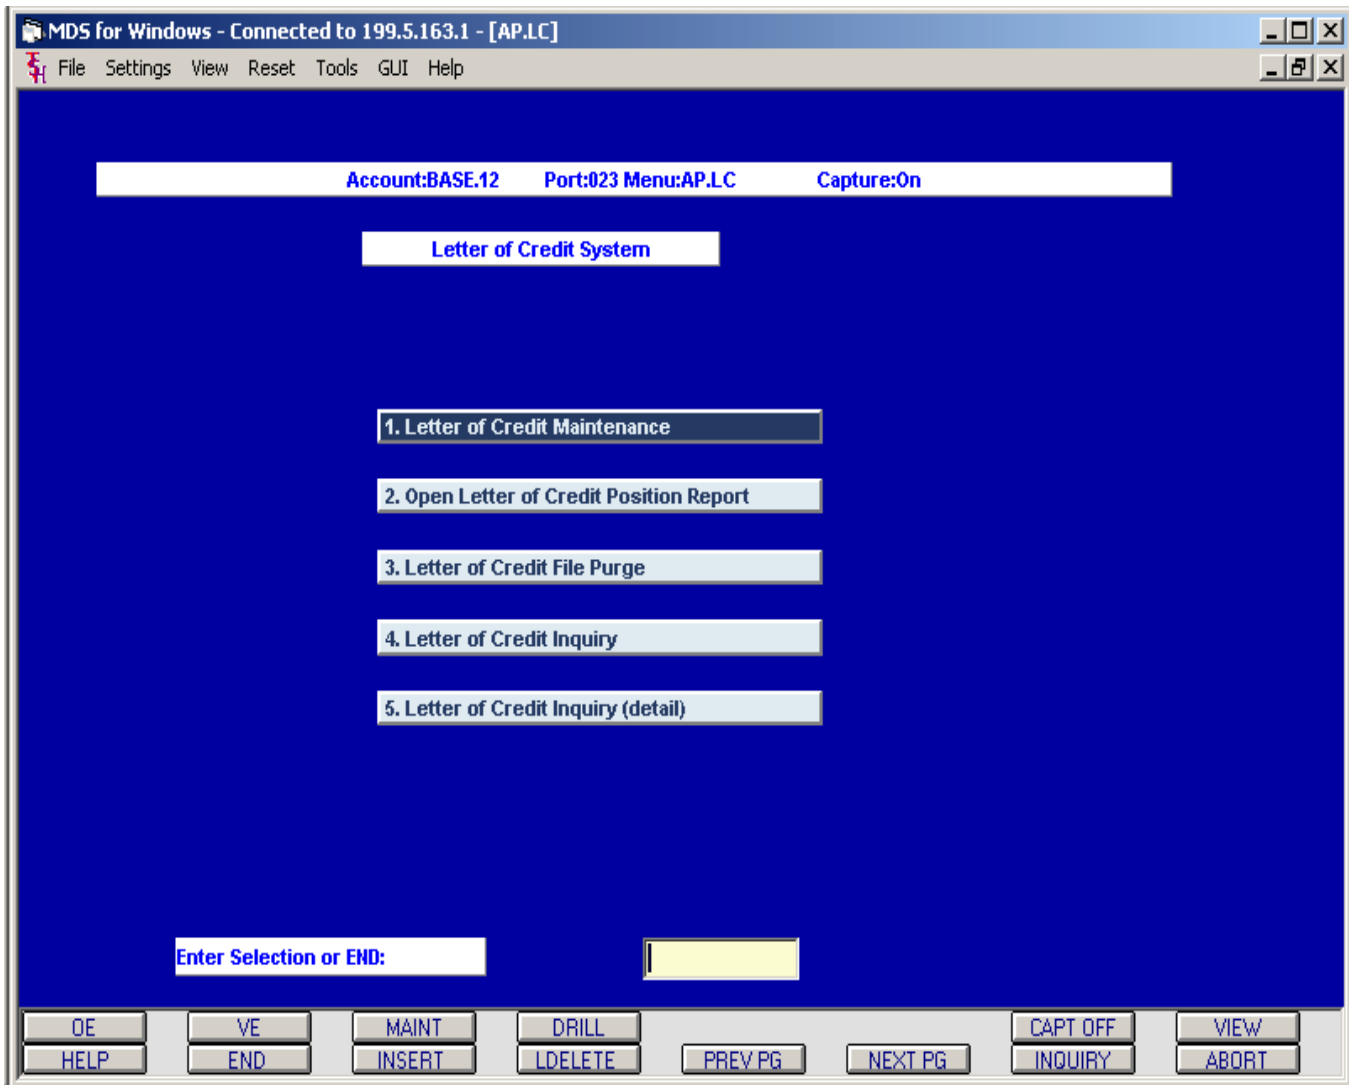 MDS for Windows - Connected to 199.5.163.1 - [AP.LC]
File Settings View Reset Tools GUI Help
Account:BASE.12 Port:023 Menu:AP.LC Capture:On
Letter of Credit System
1. Letter of Credit Maintenance
2. Open Letter of Credit Position Report
3. Letter of Credit File Purge
4. Letter of Credit Inquiry
5. Letter of Credit Inquiry (detail)
Enter Selection or END:
OE VE MAINT DRILL CAPT OFF VIEW
HELP END INSERT LDELETE PREV PG NEXT PG INQUIRY ABORT